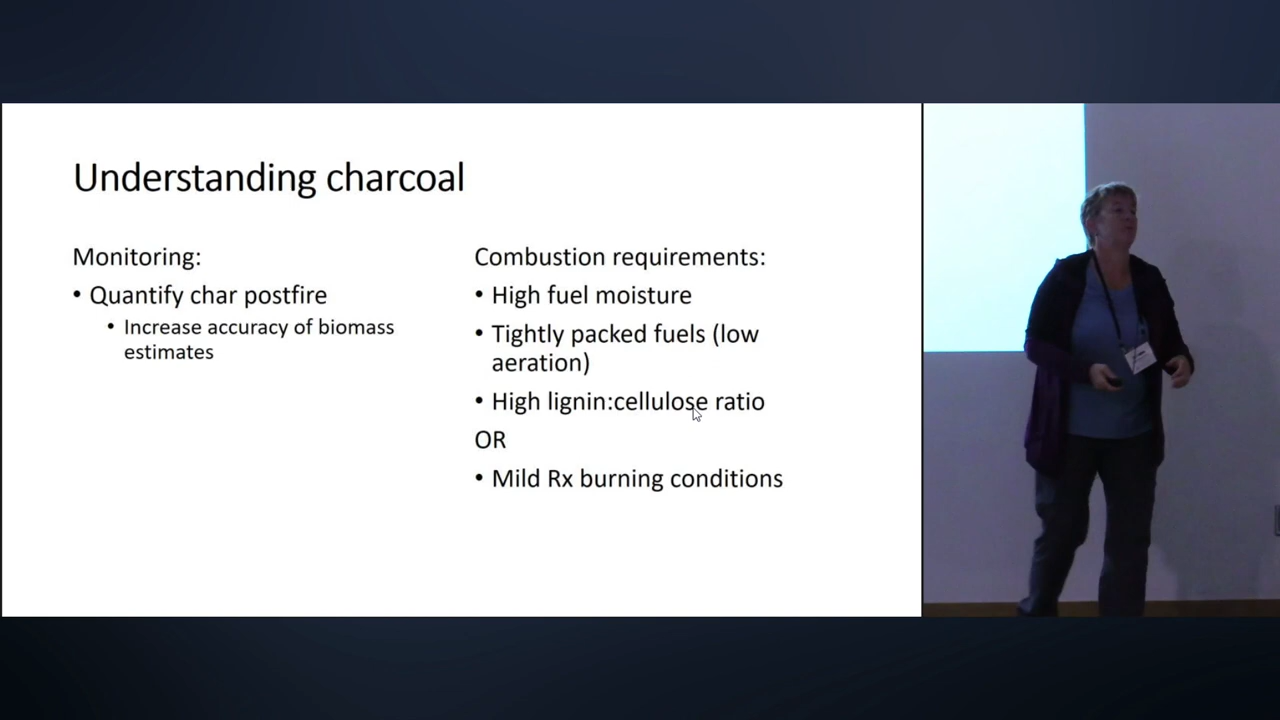 Understanding charcoal
Monitoring:
• Quantify char postfire
• Increase accuracy of biomass
estimates
Combustion requirements:
• High fuel moisture
• Tightly packed fuels (low
aeration)
• High lignin:cellulose ratio
OR
• Mild Rx burning conditions